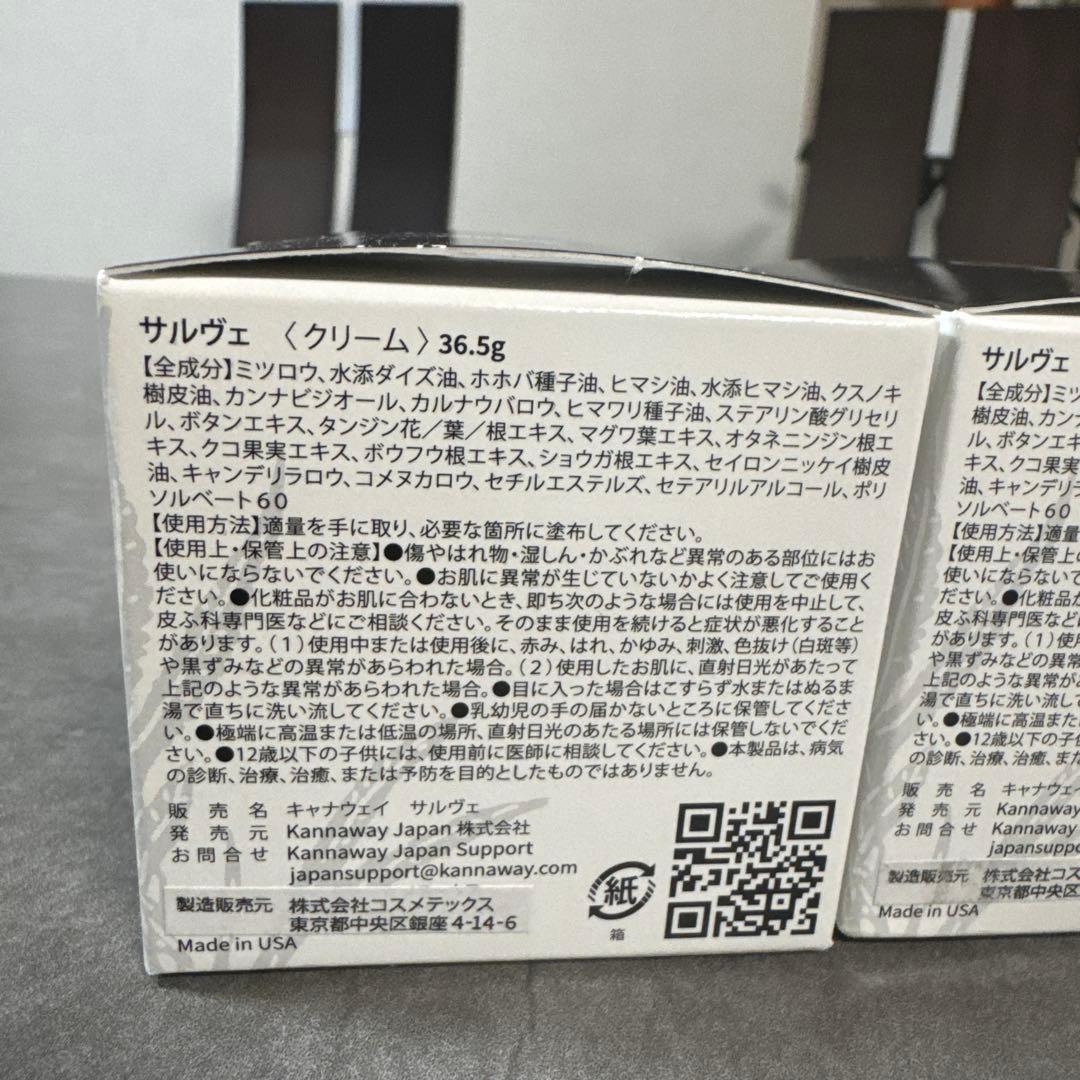 サルヴェ 〈クリーム〉36.5g
【全成分】ミツロウ、水添ダイズ油、ホホバ種子油、ヒマシ油、水添ヒマシ油、クスノキ
樹皮油、カンナビジオール、カルナウバロウ、ヒマワリ種子油、ステアリン酸グリセリ
ル、ボタンエキス、タンジン花／葉／根エキス、マグワ葉エキス、オタネニンジン根エ
キス、クコ果実エキス、ボウフウ根エキス、ショウガ根エキス、セイロンニッケイ樹皮
油、キャンデリラロウ、コメヌカロウ、セチルエステルズ、セテアリルアルコール、ポリ
ソルベート60
【使用方法】適量を手に取り、必要な箇所に塗布してください。
【使用上・保管上の注意】●傷やはれ物・湿しん・かぶれなど異常のある部位にはお
使いにならないでください。●お肌に異常が生じていないかよく注意してご使用く
ださい。●化粧品がお肌に合わないとき、即ち次のような場合には使用を中止して、
皮ふ科専門医などにご相談ください。そのまま使用を続けると症状が悪化すること
があります。（1）使用中または使用後に、赤み、はれ、かゆみ、刺激、色抜け（白斑等）
や黒ずみなどの異常があらわれた場合。（2）使用したお肌に、直射日光があたって
上記のような異常があらわれた場合。●目に入った場合はこすらず水またはぬるま
湯で直ちに洗い流してください。●乳幼児の手の届かないところに保管してくださ
い。●極端に高温または低温の場所、直射日光のあたる場所には保管しないでくだ
さい。●12歳以下の子供には、使用前に医師に相談してください。●本製品は、病気
の診断、治療、治癒、または予防を目的としたものではありません。
販売名 キャナウェイ サルヴェ
発売元 Kannaway Japan 株式会社
お問合せ Kannaway Japan Support
japansupport@kannaway.com
製造販売元 株式会社コスメテックス
東京都中央区銀座4-14-6
Made in USA
紙
箱
サルヴェ
【全成分】ミツ
樹皮油、カン
ル、ボタンエキ
キス、クコ果実
油、キャンデリ
ソルベート60
【使用方法】適量
【使用上・保管上
使いにならないで
ださい。●化粧品が
皮ふ科専門医など
があります。（1）使用
や黒ずみなどの異常
上記のような異常が
湯で直ちに洗い流して
い。●極端に高温また
さい。●12歳以下の子
の診断、治療、治癒、また
販売名 キャナウェイ
発売元 Kannaway
お問合せ Kannaway
japansuppor
製造販売元 株式会社コス
東京都中央区
Made in USA